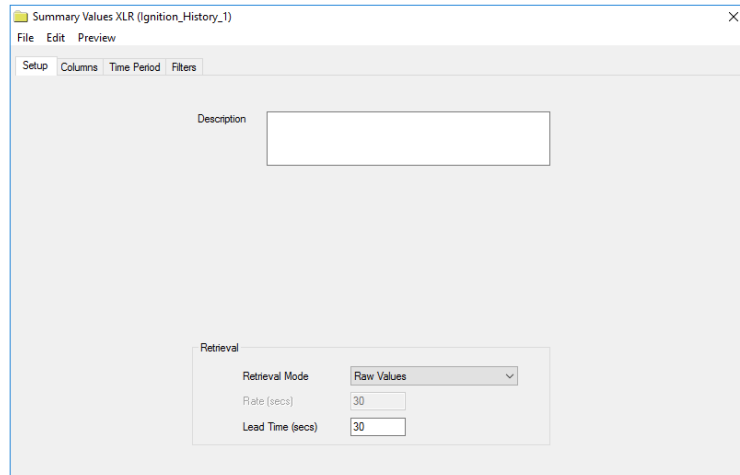 Summary Values XLR (Ignition_History_1)
File Edit Preview
Setup Columns Time Period Filters
Description
Retrieval
Retrieval Mode Raw Values
Rate (secs) 30
Lead Time (secs) 30